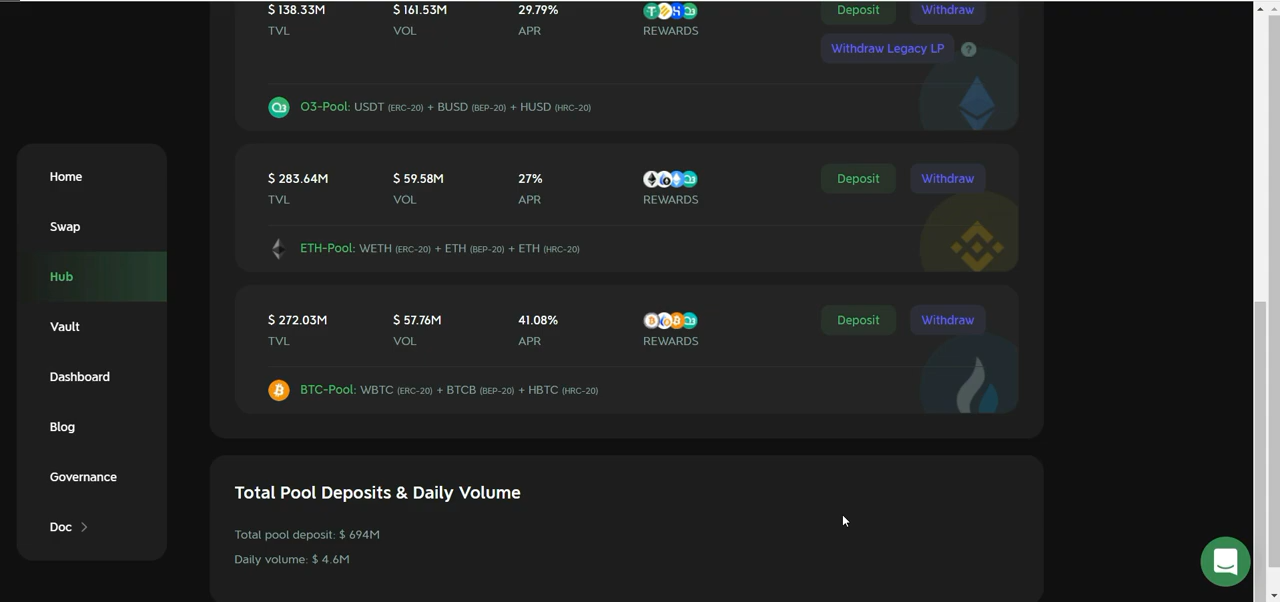 $ 138.33M $ 161.53M 29.79% Deposit Withdraw
TVL VOL APR REWARDS
Withdraw Legacy LP ?
O3-Pool: USDT (ERC-20) + BUSD (BEP-20) + HUSD (HRC-20)
Home
Swap
Hub
Vault
Dashboard
Blog
Governance
Doc
$ 283.64M $ 59.58M 27% Deposit Withdraw
TVL VOL APR REWARDS
ETH-Pool: WETH (ERC-20) + ETH (BEP-20) + ETH (HRC-20)
$ 272.03M $ 57.76M 41.08% Deposit Withdraw
TVL VOL APR REWARDS
BTC-Pool: WBTC (ERC-20) + BTCB (BEP-20) + HBTC (HRC-20)
Total Pool Deposits & Daily Volume
Total pool deposit: $ 694M
Daily volume: $ 4.6M